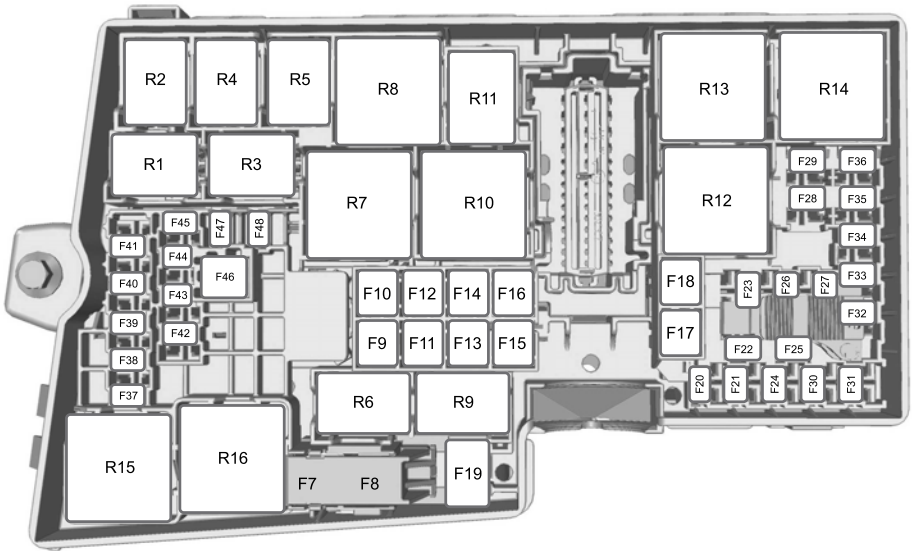 R2 R4 R5 R8 R11 R13 R14
R1 R3 R7 R10 R12 F29 F36
F28 F35
F41 F45 F47 F48 F34
F40 F44 F46 F10 F12 F14 F16 F18 F23 F26 F27 F33
F39 F43 F9 F11 F13 F15 F17 F32
F38 F42 F22 F25
F37 R6 R9 F20 F21 F24 F30 F31
R15 R16 F7 F8 F19